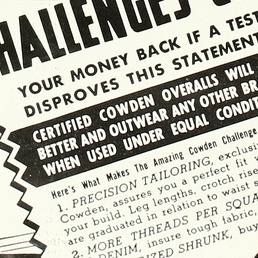 HALLENGES
YOUR MONEY BACK IF A TEST
DISPROVES THIS STATEMENT
CERTIFIED COWDEN OVERALLS WILL
BETTER AND OUTWEAR ANY OTHER BR
WHEN USED UNDER EQUAL CONDIT
Here's What Makes The Amazing Cowden Challenge
1. PRECISION TAILORING, exclusiv
Cowden, assures you a perfect fit w
your build. Leg lengths, crotch rise
are graduated in relation to waist s
2. MORE THREADS PER SQUA
DENIM, insure tough fabric,
IZED SHRUNK, buy